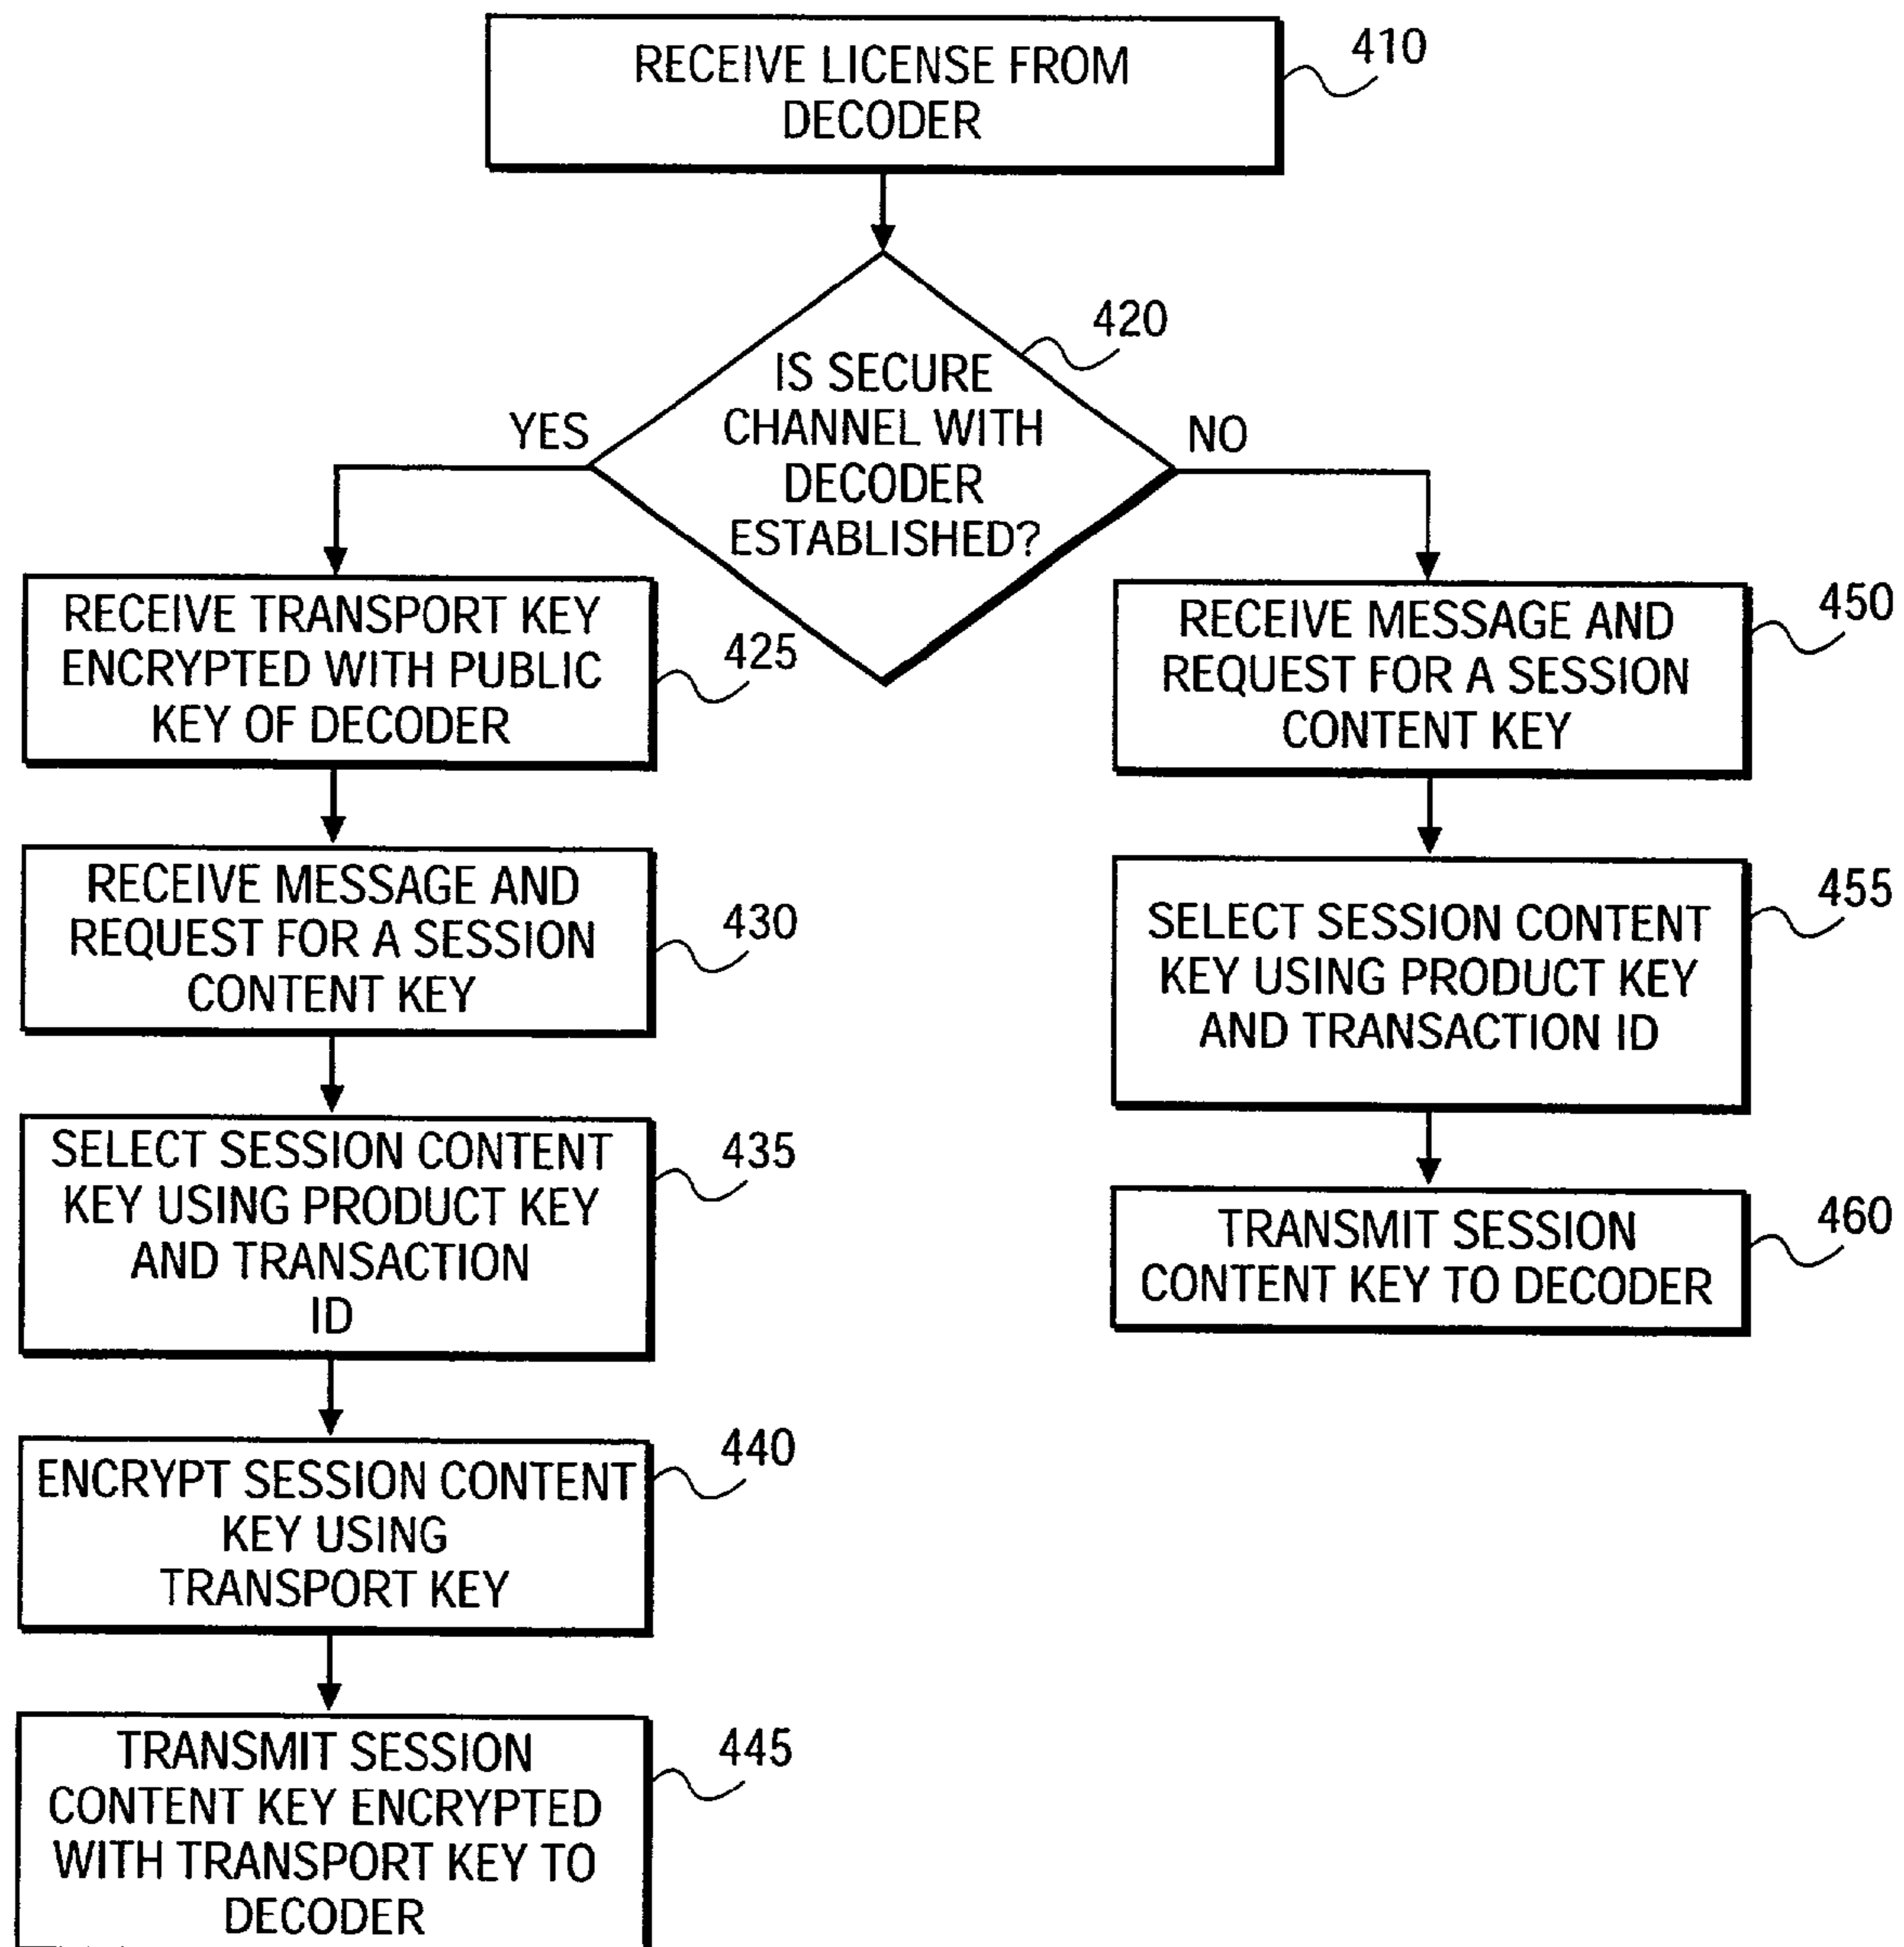 RECEIVE LICENSE FROM
DECODER
410
IS SECURE
CHANNEL WITH
DECODER
ESTABLISHED?
420
YES
NO
RECEIVE TRANSPORT KEY
ENCRYPTED WITH PUBLIC
KEY OF DECODER
425
RECEIVE MESSAGE AND
REQUEST FOR A SESSION
CONTENT KEY
430
SELECT SESSION CONTENT
KEY USING PRODUCT KEY
AND TRANSACTION
ID
435
ENCRYPT SESSION CONTENT
KEY USING
TRANSPORT KEY
440
TRANSMIT SESSION
CONTENT KEY ENCRYPTED
WITH TRANSPORT KEY TO
DECODER
445
RECEIVE MESSAGE AND
REQUEST FOR A SESSION
CONTENT KEY
450
SELECT SESSION CONTENT
KEY USING PRODUCT KEY
AND TRANSACTION ID
455
TRANSMIT SESSION
CONTENT KEY TO DECODER
460